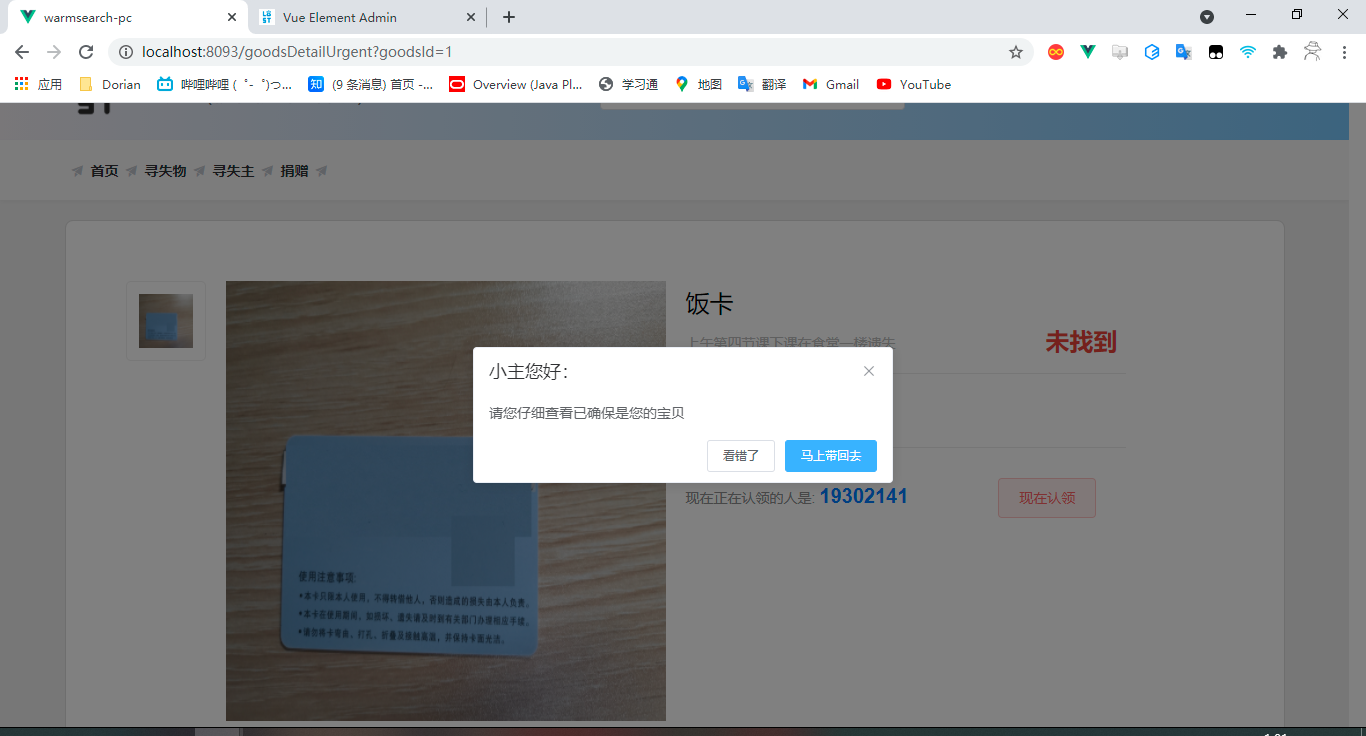 warmsearch-pc
Vue Element Admin
localhost:8093/goodsDetailUrgent?goodsId=1
应用 Dorian 哔哩哔哩 ( ゜- ゜)つ... (9 条消息) 首页 -... Overview (Java Pl... 学习通 地图 翻译 Gmail YouTube
首页 寻失物 寻失主 捐赠
饭卡
上午第四节课下课在食堂一楼遗失
未找到
小主您好：
请您仔细查看已确保是您的宝贝
看错了 马上带回去
现在正在认领的人是: 19302141
现在认领
使用注意事项:
•本卡只限本人使用，不得转借他人，否则造成的损失由本人负责。
•本卡在使用期间，如损坏、遗失请及时到有关部门办理相应手续。
•请勿将卡弯曲、打孔、折叠及接触高温，并保持卡面光洁。